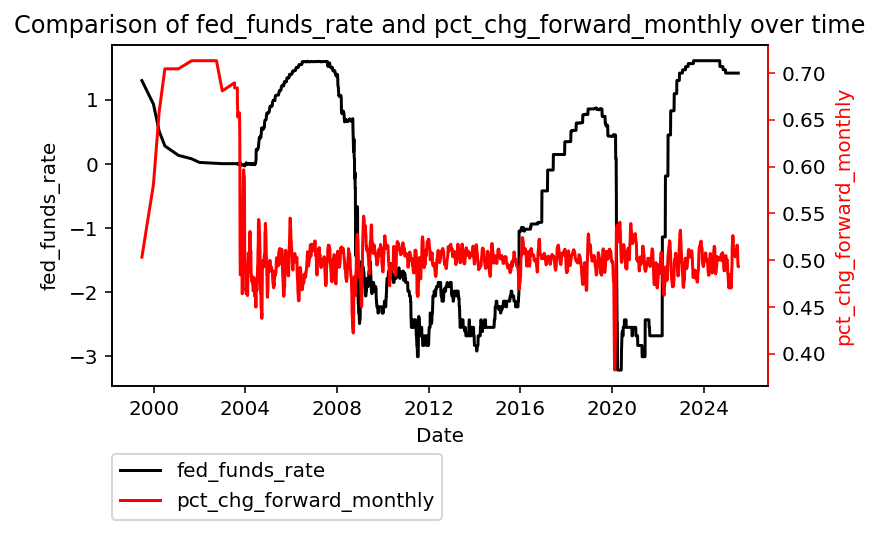 Comparison of fed_funds_rate and pct_chg_forward_monthly over time
fed_funds_rate
1
0
−1
−2
−3
0.70
0.65
0.60
0.55
0.50
0.45
0.40
pct_chg_forward_monthly
2000 2004 2008 2012 2016 2020 2024
Date
fed_funds_rate
pct_chg_forward_monthly